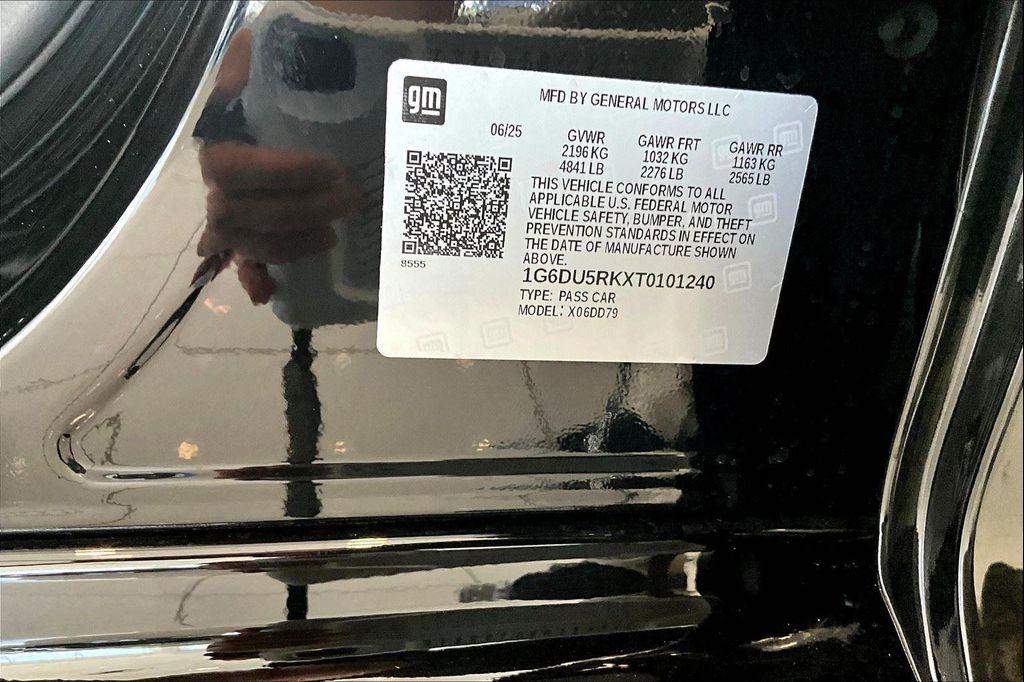 gm
MFD BY GENERAL MOTORS LLC
06/25
GVWR
2196 KG
4841 LB
GAWR FRT
1032 KG
2276 LB
GAWR RR
1163 KG
2565 LB
THIS VEHICLE CONFORMS TO ALL
APPLICABLE U.S. FEDERAL MOTOR
VEHICLE SAFETY, BUMPER, AND THEFT
PREVENTION STANDARDS IN EFFECT ON
THE DATE OF MANUFACTURE SHOWN
ABOVE.
8555
1G6DU5RKXT0101240
TYPE: PASS CAR
MODEL: X06DD79